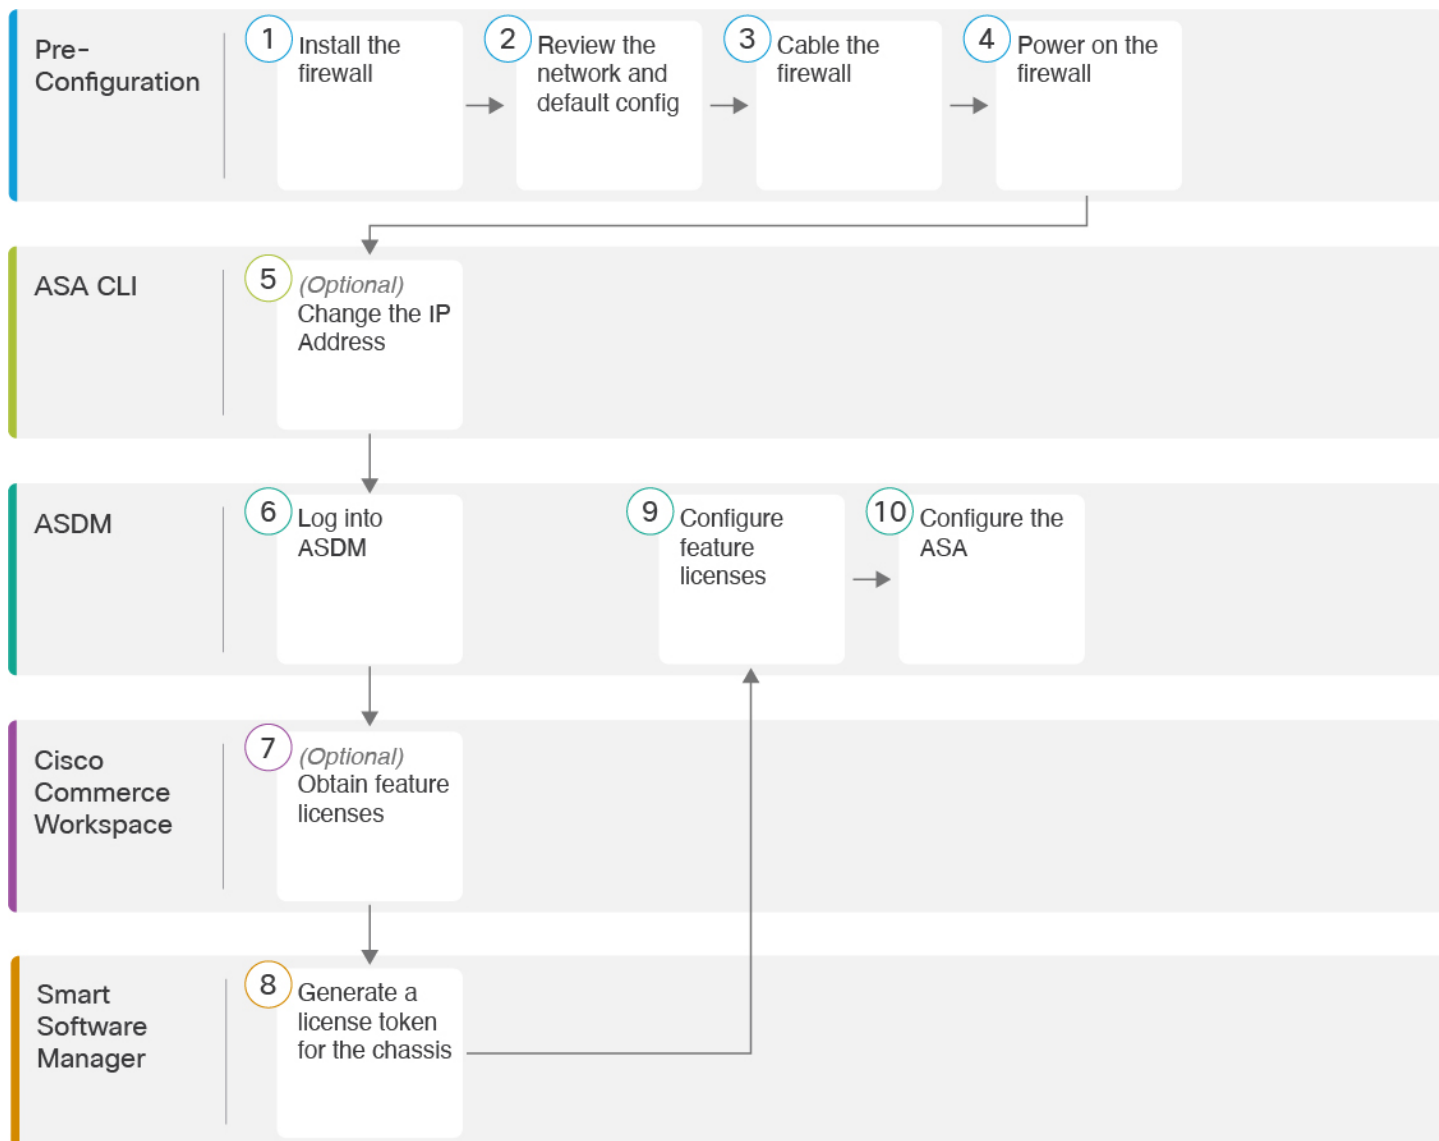 Pre-
Configuration
1
Install the
firewall
2
Review the
network and
default config
3
Cable the
firewall
4
Power on the
firewall
ASA CLI
5
(Optional)
Change the IP
Address
ASDM
6
Log into
ASDM
9
Configure
feature
licenses
10
Configure the
ASA
Cisco
Commerce
Workspace
7
(Optional)
Obtain feature
licenses
Smart
Software
Manager
8
Generate a
license token
for the chassis